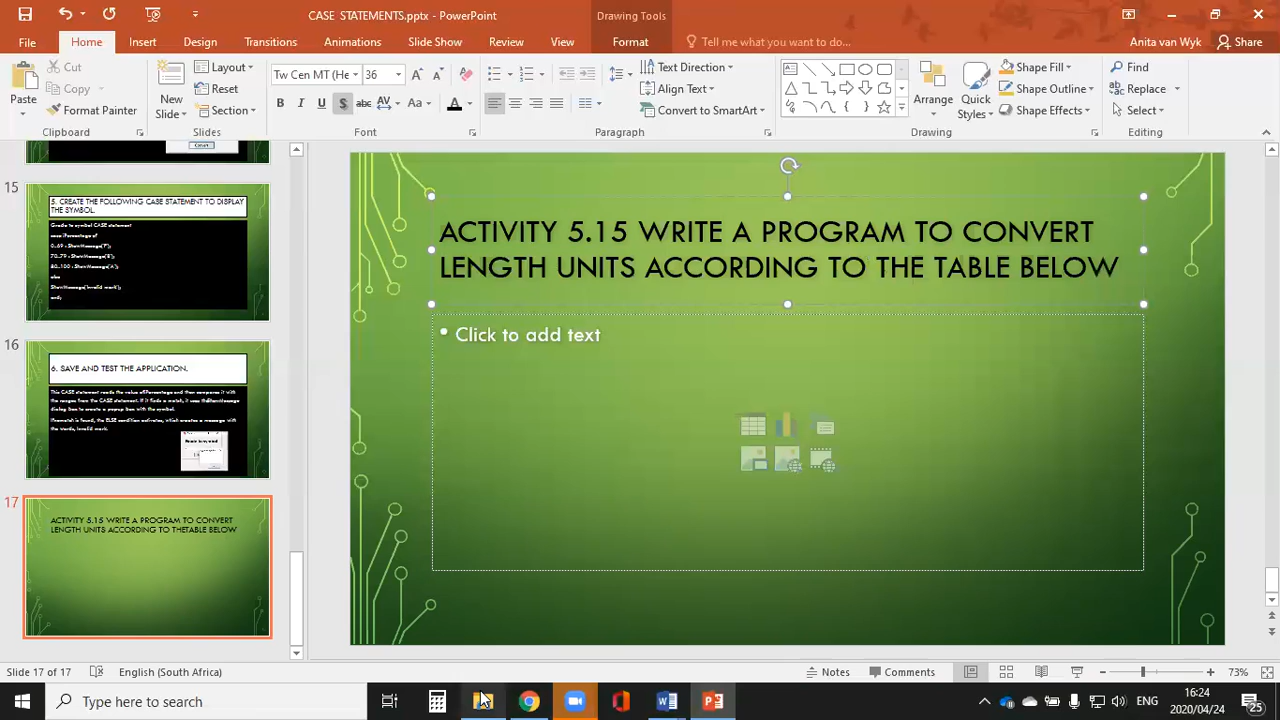 CASE STATEMENTS.pptx - PowerPoint
Drawing Tools
File Home Insert Design Transitions Animations Slide Show Review View Format Tell me what you want to do... Anita van Wyk Share
Paste Cut Copy Format Painter
Clipboard
New Slide Layout Reset Section
Slides
Tw Cen MT (He 36
B I U S abc AV Aa A
Font
Text Direction
Align Text
Convert to SmartArt
Paragraph
Arrange Quick Styles
Shape Fill
Shape Outline
Shape Effects
Drawing
Find
Replace
Select
Editing
15
5. CREATE THE FOLLOWING CASE STATEMENT TO DISPLAY
THE SYMBOL.
else
end;
16
6. SAVE AND TEST THE APPLICATION.
17
ACTIVITY 5.15 WRITE A PROGRAM TO CONVERT
LENGTH UNITS ACCORDING TO THETABLE BELOW
ACTIVITY 5.15 WRITE A PROGRAM TO CONVERT
LENGTH UNITS ACCORDING TO THE TABLE BELOW
• Click to add text
Slide 17 of 17 English (South Africa) Notes Comments 73%
Type here to search
ENG
16:24
2020/04/24
25